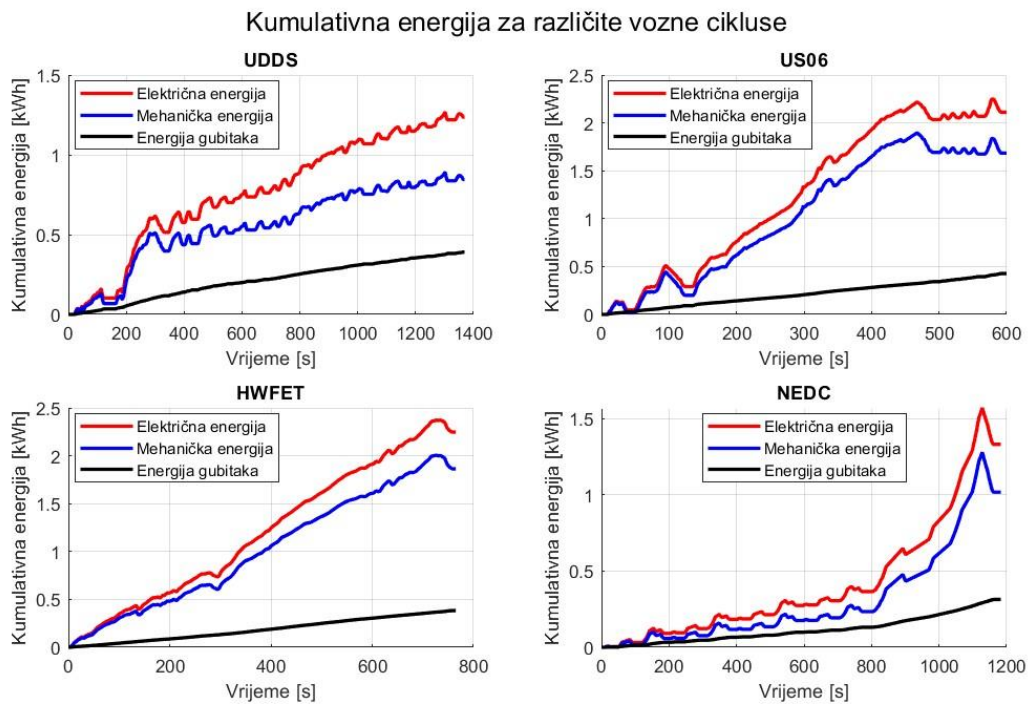 Kumulativna energija za različite vozne cikluse
UDDS
Kumulativna energija [kWh]
1.5
1
0.5
0
Električna energija
Mehanička energija
Energija gubitaka
0 200 400 600 800 1000 1200 1400
Vrijeme [s]
US06
Kumulativna energija [kWh]
2.5
2
1.5
1
0.5
0
Električna energija
Mehanička energija
Energija gubitaka
0 100 200 300 400 500 600
Vrijeme [s]
HWFET
Kumulativna energija [kWh]
2.5
2
1.5
1
0.5
0
Električna energija
Mehanička energija
Energija gubitaka
0 200 400 600 800
Vrijeme [s]
NEDC
Kumulativna energija [kWh]
1.5
1
0.5
0
Električna energija
Mehanička energija
Energija gubitaka
0 200 400 600 800 1000 1200
Vrijeme [s]